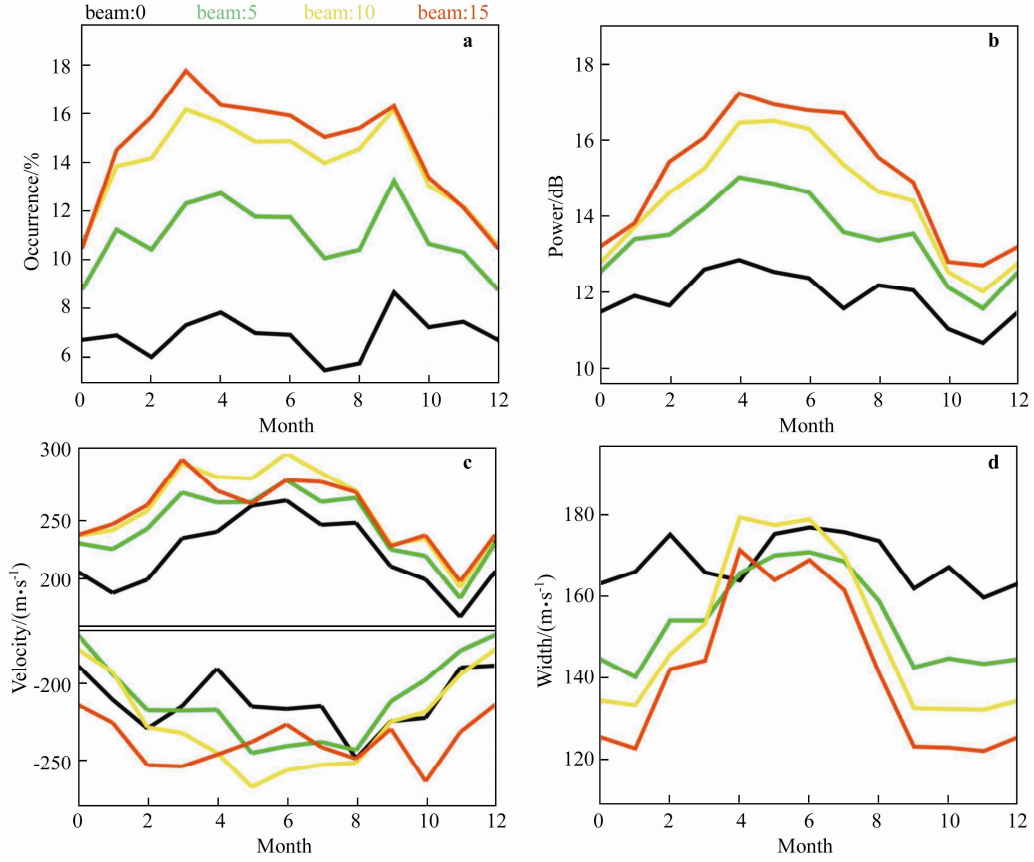 beam:0 beam:5 beam:10 beam:15
a
Occurrence/%
18
16
14
12
10
8
6
0 2 4 6 8 10 12
Month
b
Power/dB
18
16
14
12
10
0 2 4 6 8 10 12
Month
c
Velocity/(m•s⁻¹)
300
250
200
-200
-250
0 2 4 6 8 10 12
Month
d
Width/(m•s⁻¹)
180
160
140
120
0 2 4 6 8 10 12
Month